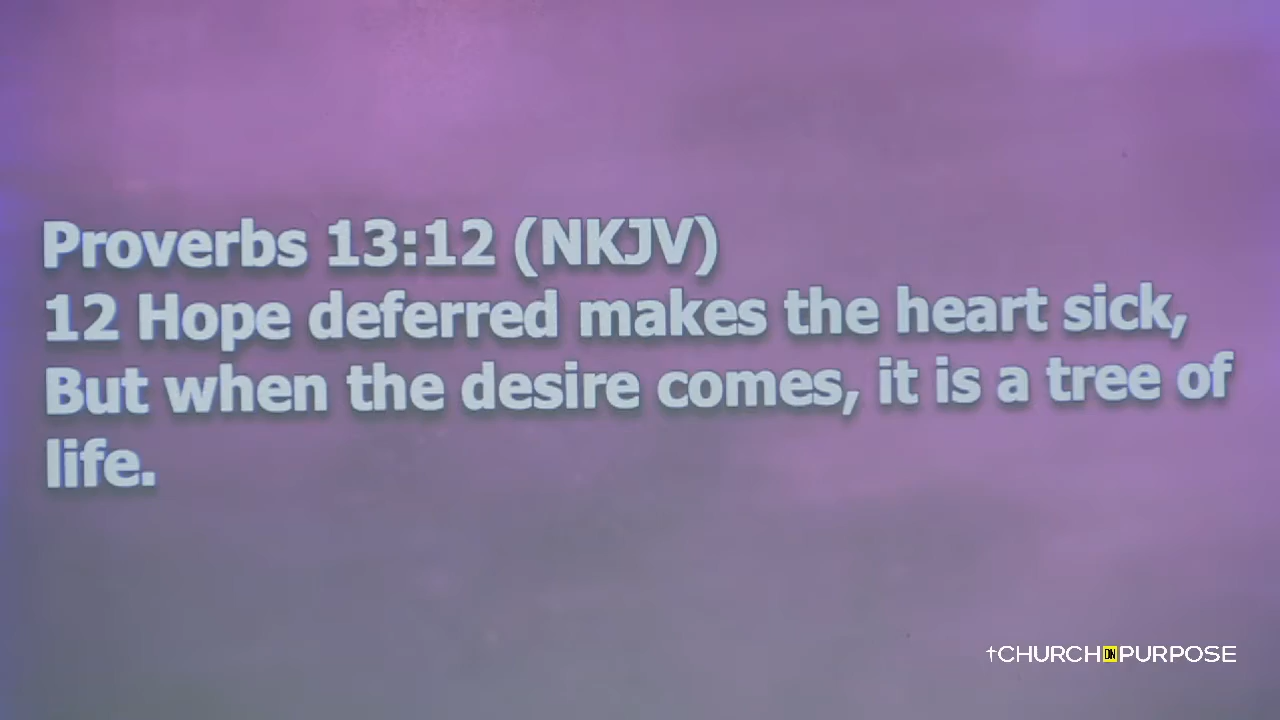 Proverbs 13:12 (NKJV)
12 Hope deferred makes the heart sick,
But when the desire comes, it is a tree of
life.
†CHURCH ON PURPOSE